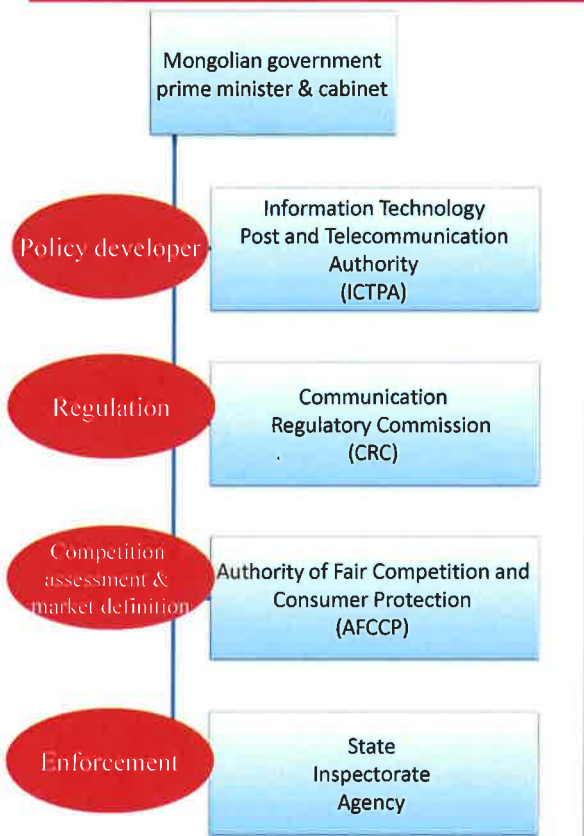 Mongolian government
prime minister & cabinet
Policy developer
Information Technology
Post and Telecommunication
Authority
(ICTPA)
Regulation
Communication
Regulatory Commission
(CRC)
Competition
assessment &
market definition
Authority of Fair Competition and
Consumer Protection
(AFCCP)
Enforcement
State
Inspectorate
Agency